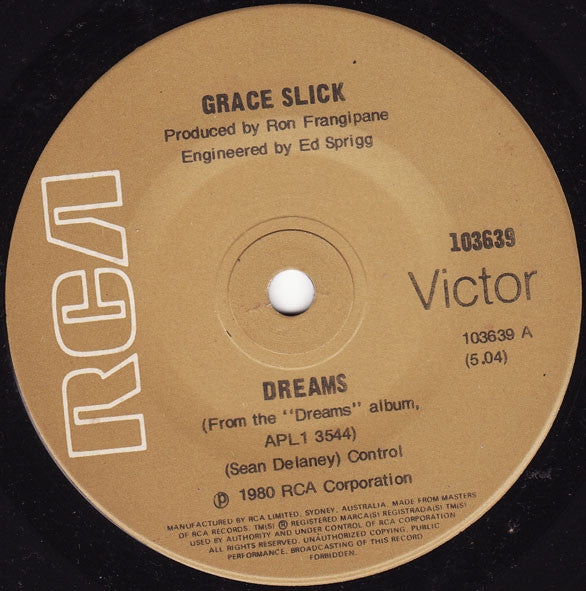 GRACE SLICK
Produced by Ron Frangipane
Engineered by Ed Sprigg
RCA
103639
Victor
103639 A
(5.04)
DREAMS
(From the "Dreams" album,
APL1 3544)
(Sean Delaney) Control
Ⓟ 1980 RCA Corporation
MANUFACTURED BY RCA LIMITED, SYDNEY, AUSTRALIA. MADE FROM MASTERS
OF RCA RECORDS. TM(S) ® REGISTERED MARCA(S) REGISTRADA(S) TM(S)
USED BY AUTHORITY AND UNDER CONTROL OF RCA CORPORATION
ALL RIGHTS RESERVED. UNAUTHORIZED COPYING, PUBLIC
PERFORMANCE, BROADCASTING OF THIS RECORD
FORBIDDEN.